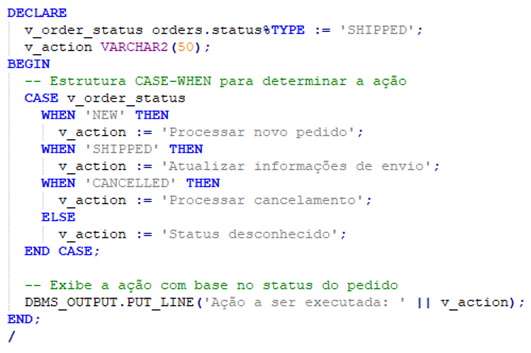 DECLARE
v_order_status orders.status%TYPE := 'SHIPPED';
v_action VARCHAR2(50);
BEGIN
-- Estrutura CASE-WHEN para determinar a ação
CASE v_order_status
WHEN 'NEW' THEN
v_action := 'Processar novo pedido';
WHEN 'SHIPPED' THEN
v_action := 'Atualizar informações de envio';
WHEN 'CANCELLED' THEN
v_action := 'Processar cancelamento';
ELSE
v_action := 'Status desconhecido';
END CASE;
-- Exibe a ação com base no status do pedido
DBMS_OUTPUT.PUT_LINE('Ação a ser executada: ' || v_action);
END;
/